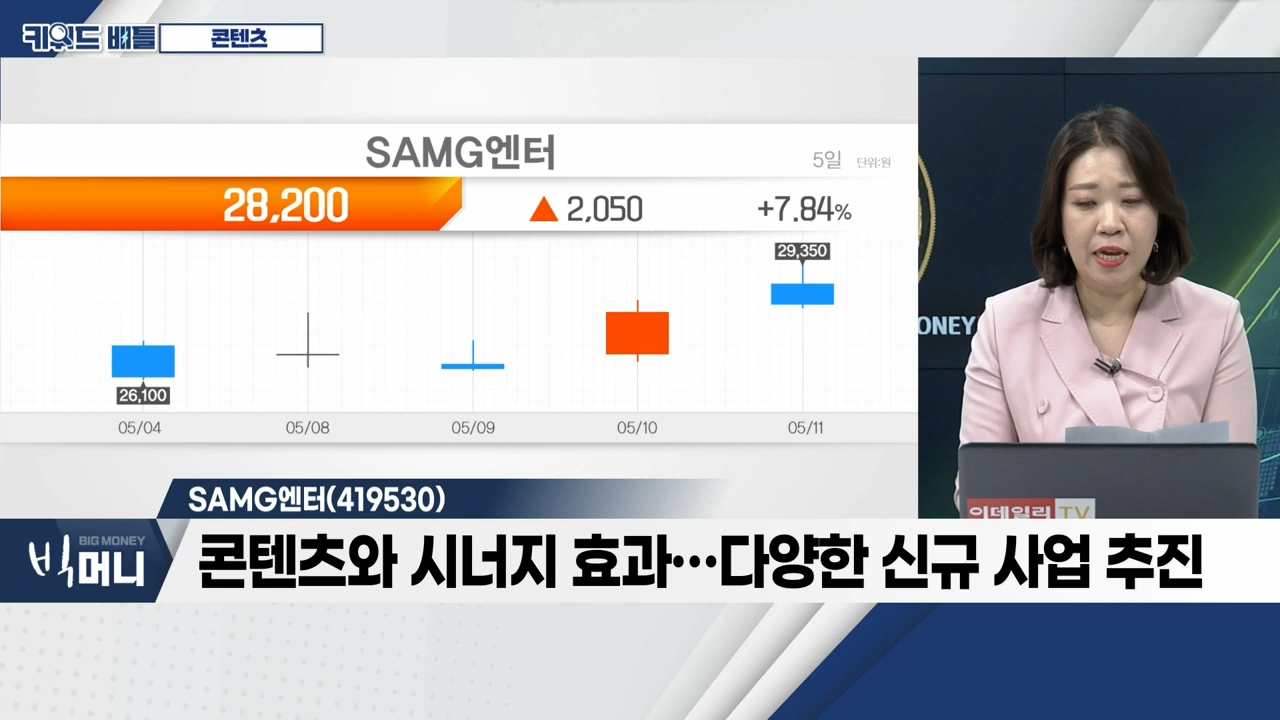 키워드 배틀 콘텐츠
SAMG엔터
5일 단위:원
28,200 ▲ 2,050 +7.84%
29,350
26,100
05/04 05/08 05/09 05/10 05/11
ONEY
이데일리 TV
SAMG엔터(419530)
BIG MONEY
빅머니
콘텐츠와 시너지 효과…다양한 신규 사업 추진